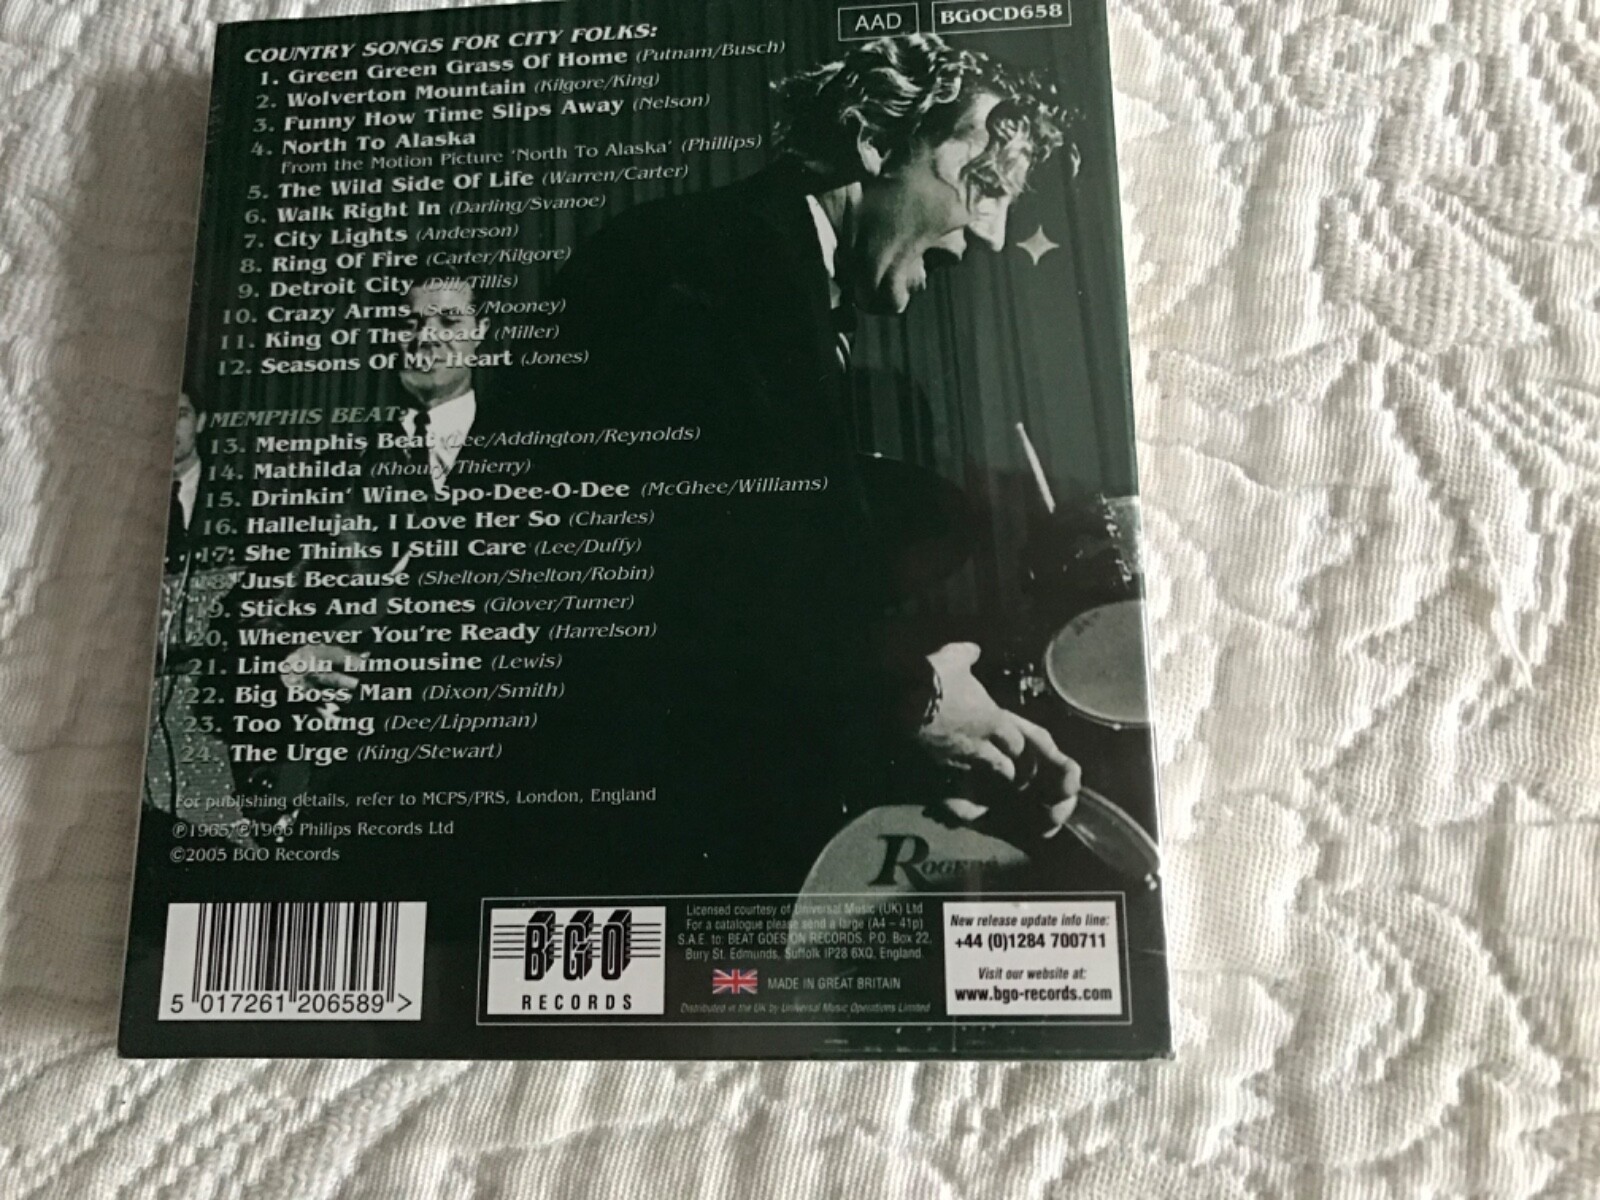 AAD
BGOCD658
COUNTRY SONGS FOR CITY FOLKS:
1. Green Green Grass Of Home (Putnam/Busch)
2. Wolverton Mountain (Kilgore/King)
3. Funny How Time Slips Away (Nelson)
4. North To Alaska
From the Motion Picture 'North To Alaska' (Phillips)
5. The Wild Side Of Life (Warren/Carter)
6. Walk Right In (Darling/Svanoe)
7. City Lights (Anderson)
8. Ring Of Fire (Carter/Kilgore)
9. Detroit City (Dill/Tillis)
10. Crazy Arms (Seals/Mooney)
11. King Of The Road (Miller)
12. Seasons Of My Heart (Jones)
MEMPHIS BEAT:
13. Memphis Beat (Lee/Addington/Reynolds)
14. Mathilda (Khoury/Thierry)
15. Drinkin' Wine Spo-Dee-O-Dee (McGhee/Williams)
16. Hallelujah, I Love Her So (Charles)
17. She Thinks I Still Care (Lee/Duffy)
18. Just Because (Shelton/Shelton/Robin)
19. Sticks And Stones (Glover/Turner)
20. Whenever You're Ready (Harrelson)
21. Lincoln Limousine (Lewis)
22. Big Boss Man (Dixon/Smith)
23. Too Young (Dee/Lippman)
24. The Urge (King/Stewart)
For publishing details, refer to MCPS/PRS, London, England
℗1965/℗1966 Philips Records Ltd
©2005 BGO Records
ROGERS
5 017261 206589 >
BGO
RECORDS
Licensed courtesy of Universal Music (UK) Ltd
For a catalogue please send a large (A4 – 41p)
S.A.E. to: BEAT GOES ON RECORDS, P.O. Box 22,
Bury St. Edmunds, Suffolk IP28 6XQ, England.
MADE IN GREAT BRITAIN
Distributed in the UK by Universal Music Operations Limited
New release update info line:
+44 (0)1284 700711
Visit our website at:
www.bgo-records.com